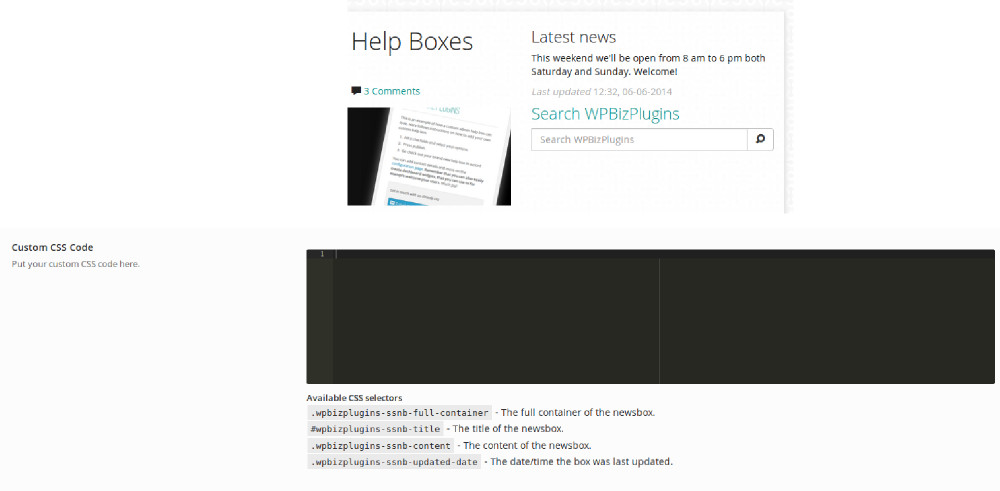 Help Boxes
3 Comments
Latest news
This weekend we'll be open from 8 am to 6 pm both
Saturday and Sunday. Welcome!
Last updated 12:32, 06-06-2014
Search WPBizPlugins
Search WPBizPlugins
Custom CSS Code
Put your custom CSS code here.
1
Available CSS selectors
.wpbizplugins-ssnb-full-container - The full container of the newsbox.
#wpbizplugins-ssnb-title - The title of the newsbox.
.wpbizplugins-ssnb-content - The content of the newsbox.
.wpbizplugins-ssnb-updated-date - The date/time the box was last updated.